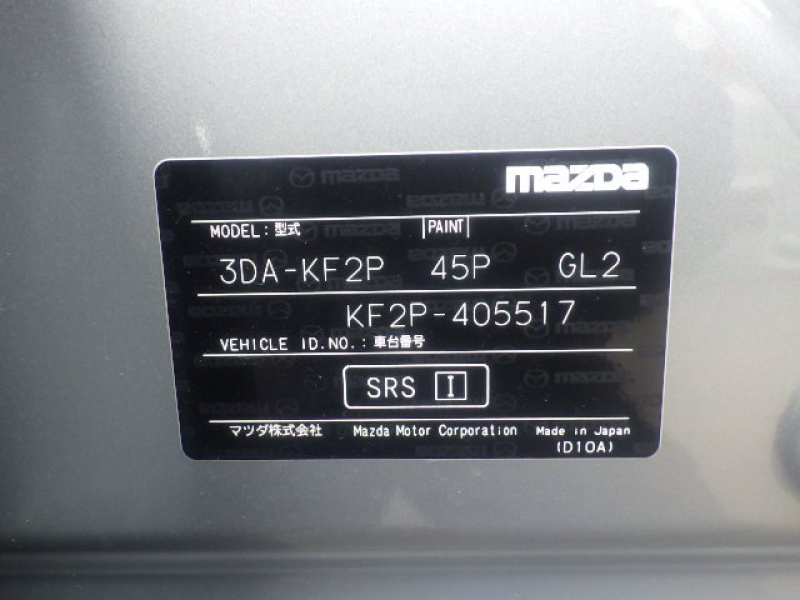 mazda
MODEL:型式 PAINT
3DA-KF2P 45P GL2
KF2P-405517
VEHICLE ID.NO.:車台番号
SRS I
マツダ株式会社 Mazda Motor Corporation Made in Japan
(D10A)